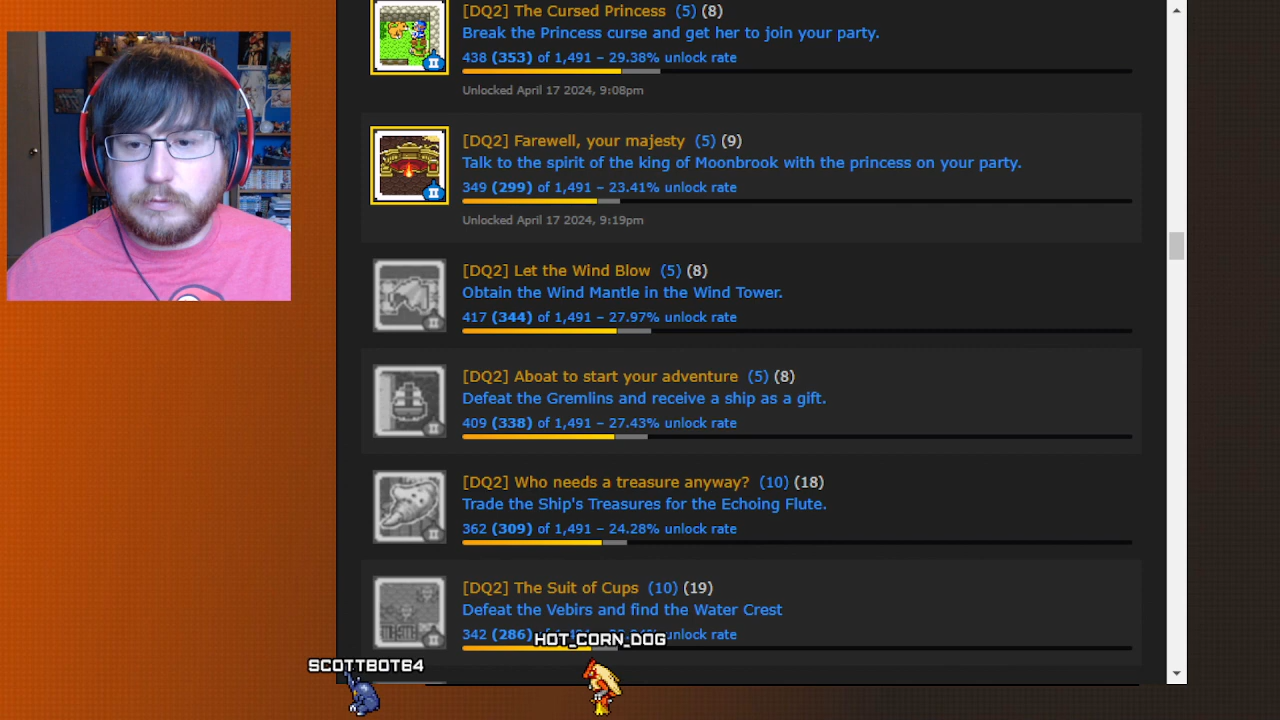 [DQ2] The Cursed Princess (5) (8)
Break the Princess curse and get her to join your party.
438 (353) of 1,491 – 29.38% unlock rate
Unlocked April 17 2024, 9:08pm
[DQ2] Farewell, your majesty (5) (9)
Talk to the spirit of the king of Moonbrook with the princess on your party.
349 (299) of 1,491 – 23.41% unlock rate
Unlocked April 17 2024, 9:19pm
[DQ2] Let the Wind Blow (5) (8)
Obtain the Wind Mantle in the Wind Tower.
417 (344) of 1,491 – 27.97% unlock rate
[DQ2] Aboat to start your adventure (5) (8)
Defeat the Gremlins and receive a ship as a gift.
409 (338) of 1,491 – 27.43% unlock rate
[DQ2] Who needs a treasure anyway? (10) (18)
Trade the Ship's Treasures for the Echoing Flute.
362 (309) of 1,491 – 24.28% unlock rate
[DQ2] The Suit of Cups (10) (19)
Defeat the Vebirs and find the Water Crest
342 (286) unlock rate
HOT_CORN_DOG
SCOTTBOT64